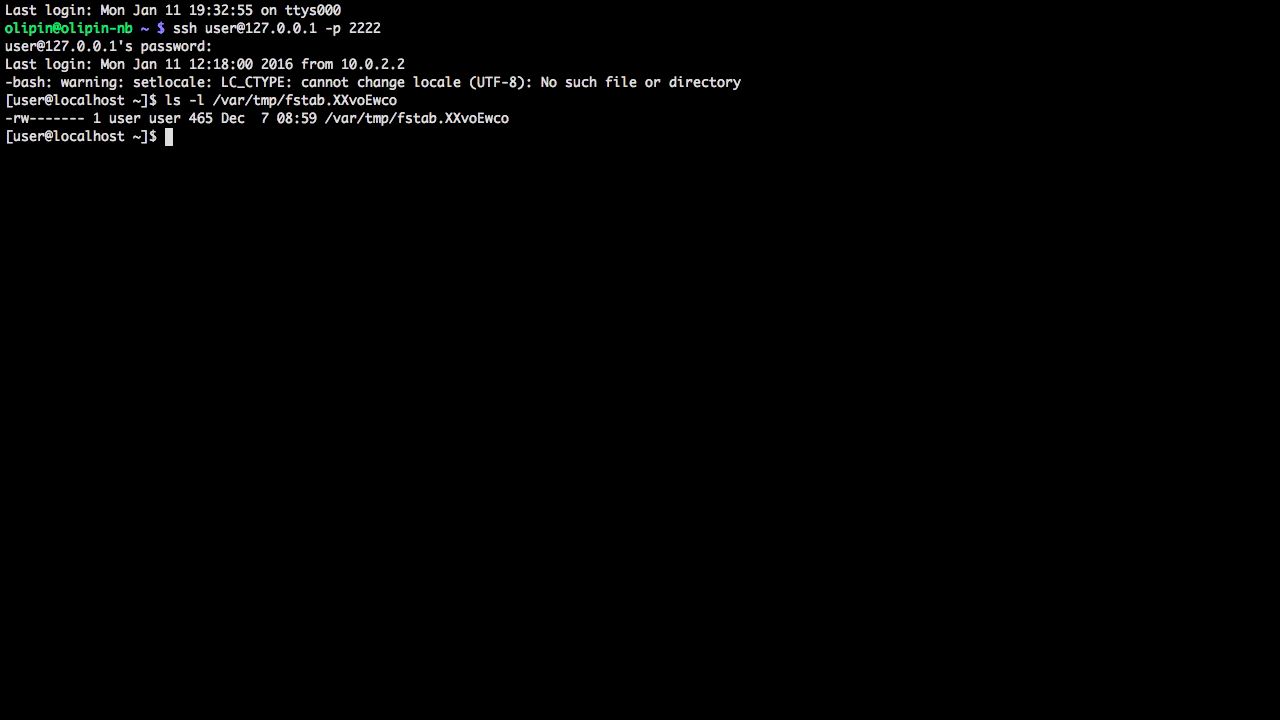 Last login: Mon Jan 11 19:32:55 on ttys000
olipin@olipin-nb ~ $ ssh user@127.0.0.1 -p 2222
user@127.0.0.1's password:
Last login: Mon Jan 11 12:18:00 2016 from 10.0.2.2
-bash: warning: setlocale: LC_CTYPE: cannot change locale (UTF-8): No such file or directory
[user@localhost ~]$ ls -l /var/tmp/fstab.XXvoEwco
-rw------- 1 user user 465 Dec  7 08:59 /var/tmp/fstab.XXvoEwco
[user@localhost ~]$